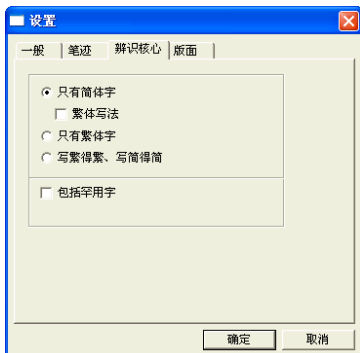 设置
一般 笔迹 辨识核心 版面
只有简体字
繁体写法
只有繁体字
写繁得繁、写简得简
包括罕用字
确定 取消